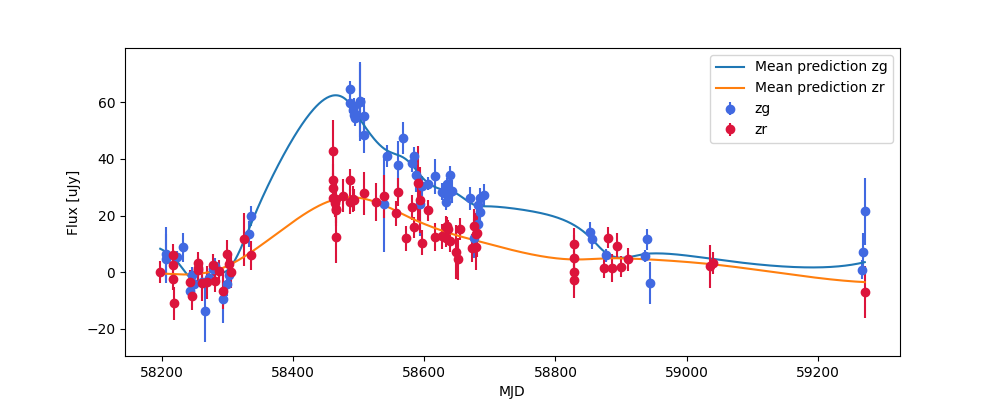 Mean prediction zg
Mean prediction zr
zg
zr
Flux [uJy]
60
40
20
0
−20
58200
58400
58600
58800
59000
59200
MJD